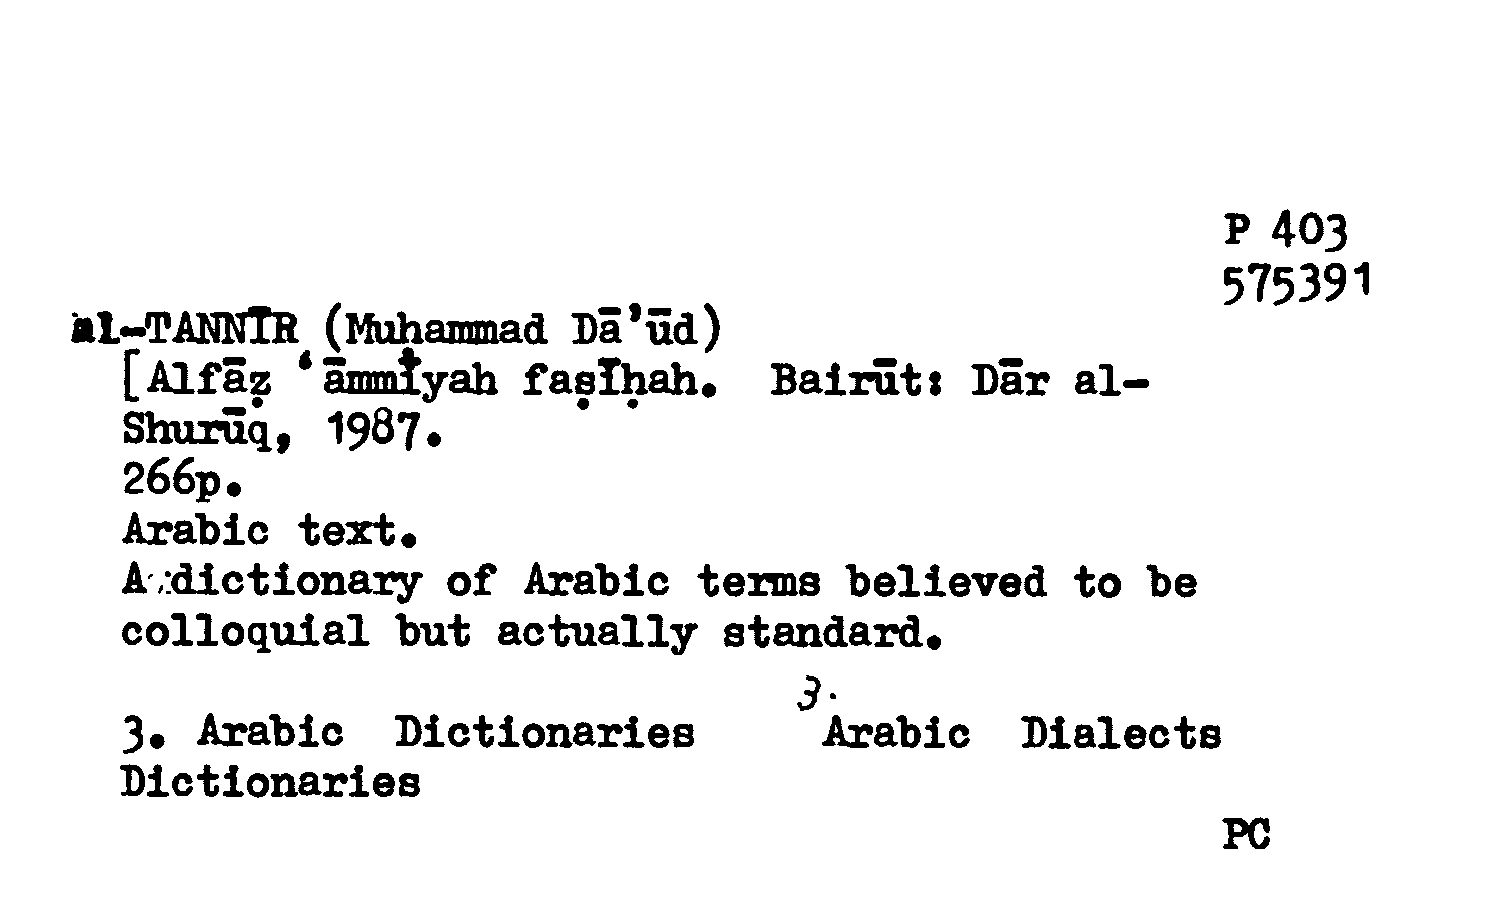 P 403
575391
al-TANNĪR (Muhammad Dā'ūd)
[Alfāẓ ‘āmmīyah faṣīḥah. Bairūt: Dār al-
Shurūq, 1987.
266p.
Arabic text.
A dictionary of Arabic terms believed to be
colloquial but actually standard.
3.
3. Arabic Dictionaries Arabic Dialects
Dictionaries
PC